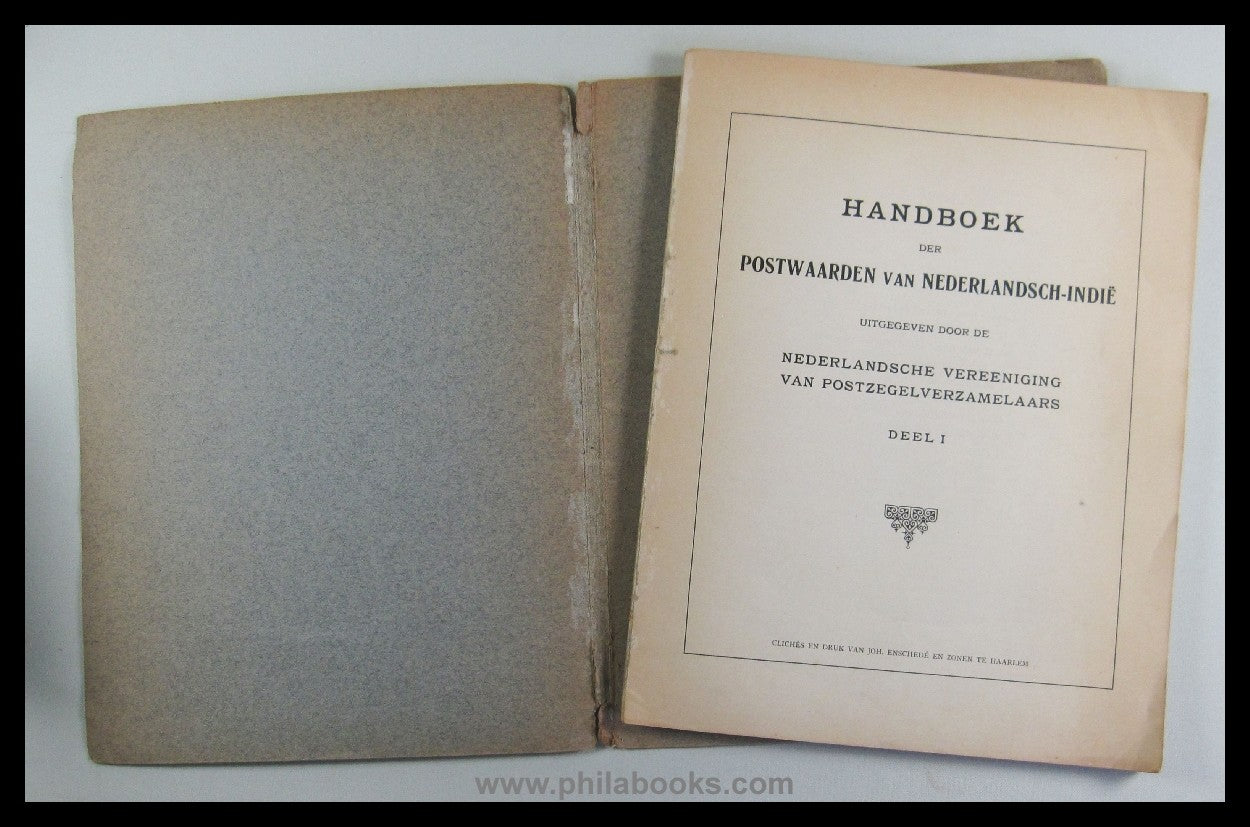 HANDBOEK
DER
POSTWAARDEN VAN NEDERLANDSCH-INDIË
UITGEGEVEN DOOR DE
NEDERLANDSCHE VEREENIGING
VAN POSTZEGELVERZAMELAARS
DEEL I
CLICHÉS EN DRUK VAN JOH. ENSCHEDÉ EN ZONEN TE HAARLEM
www.philabooks.com